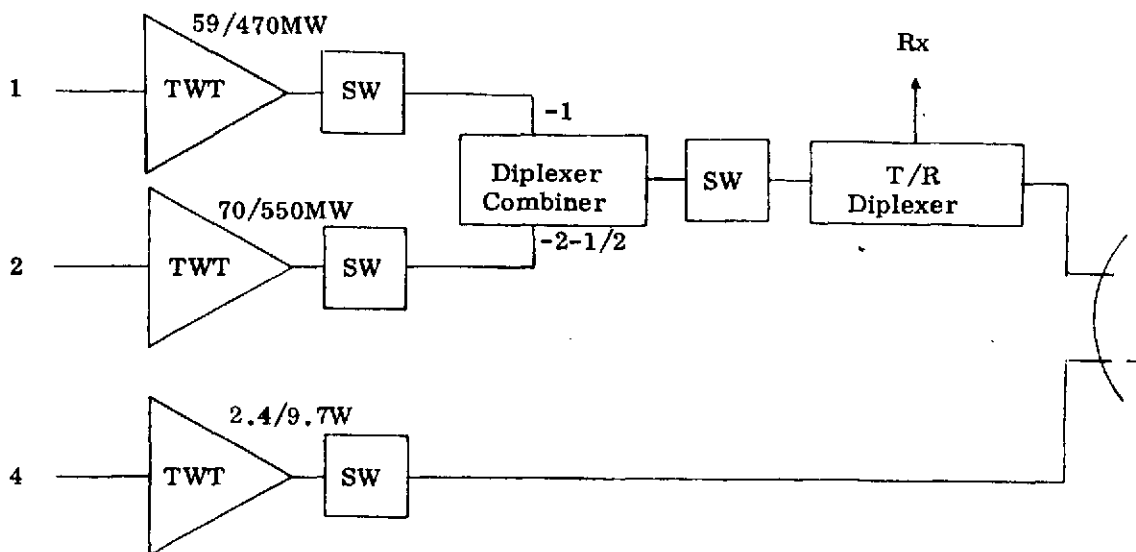 59/470MW
Rx
1
TWT
SW
-1
Diplexer
Combiner
SW
T/R
Diplexer
70/550MW
-2-1/2
2
TWT
SW
2.4/9.7W
4
TWT
SW